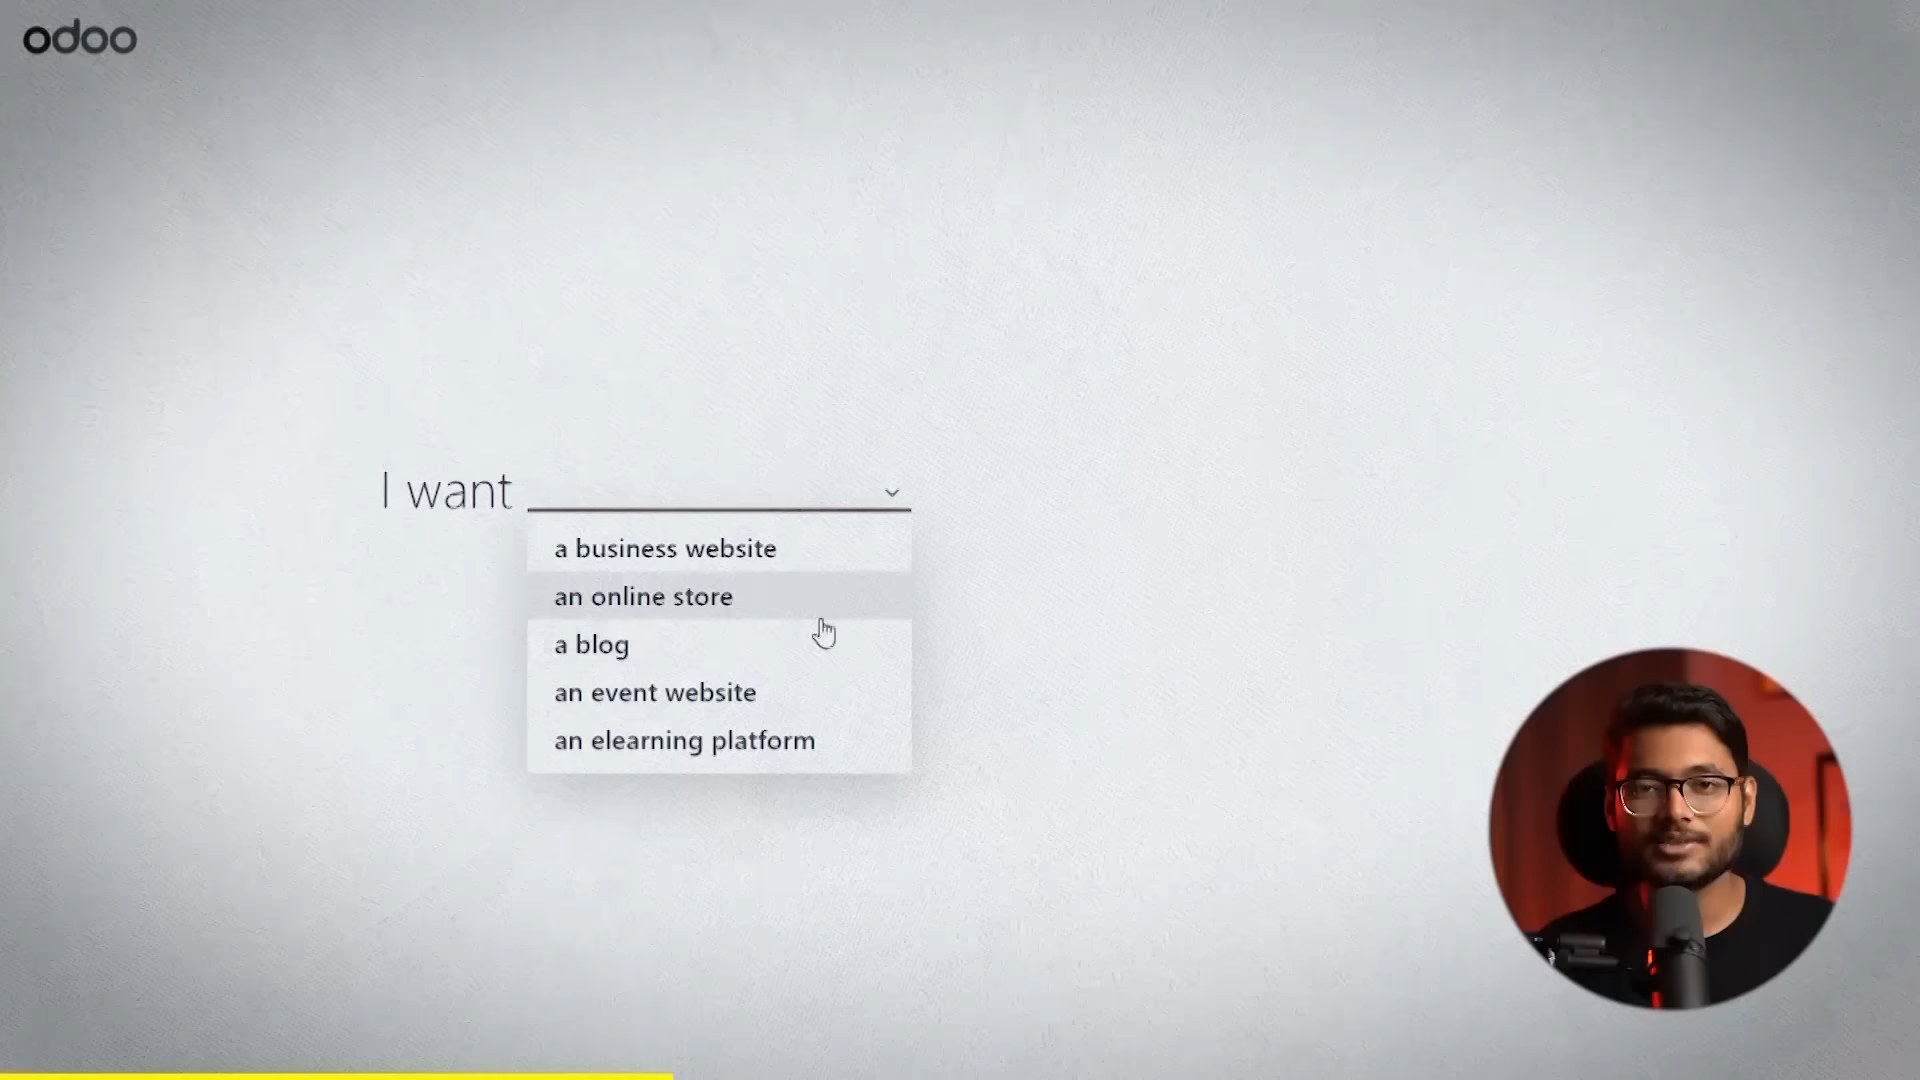 odoo
I want
a business website
an online store
a blog
an event website
an elearning platform